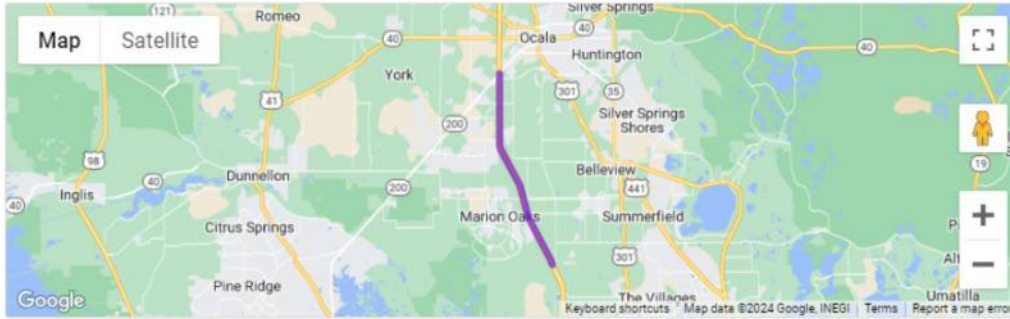 121
Romeo
Silver Springs
Map
Satellite
40
Ocala
40
40
Huntington
York
41
301
35
Silver Springs
Shores
200
98
19
40
Dunnellon
Belleview
40
Inglis
200
441
Marion Oaks
Summerfield
Citrus Springs
301
Pine Ridge
The Villages
Umatilla
Google
Keyboard shortcuts
Map data ©2024 Google, INEGI
Terms
Report a map error